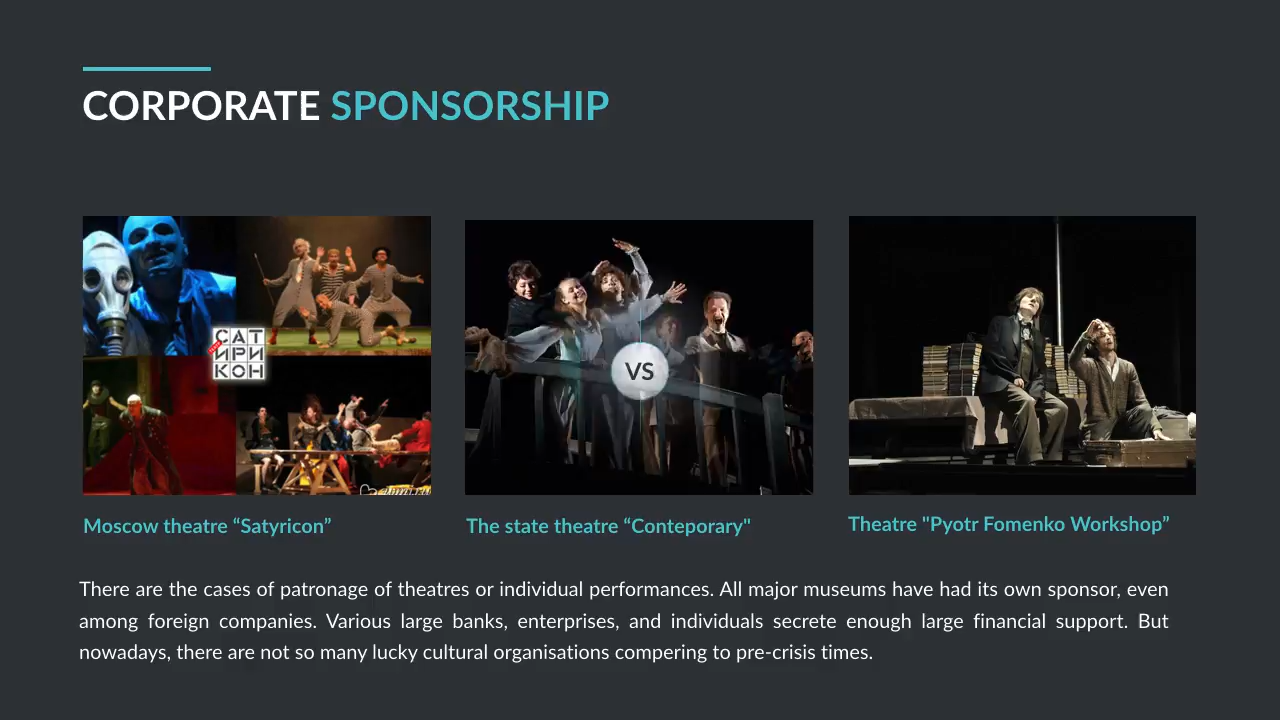 CORPORATE SPONSORSHIP
САТ
ИРИ
КОН
VS
Moscow theatre “Satyricon”
The state theatre “Conteporary"
Theatre "Pyotr Fomenko Workshop”
There are the cases of patronage of theatres or individual performances. All major museums have had its own sponsor, even
among foreign companies. Various large banks, enterprises, and individuals secrete enough large financial support. But
nowadays, there are not so many lucky cultural organisations compering to pre-crisis times.